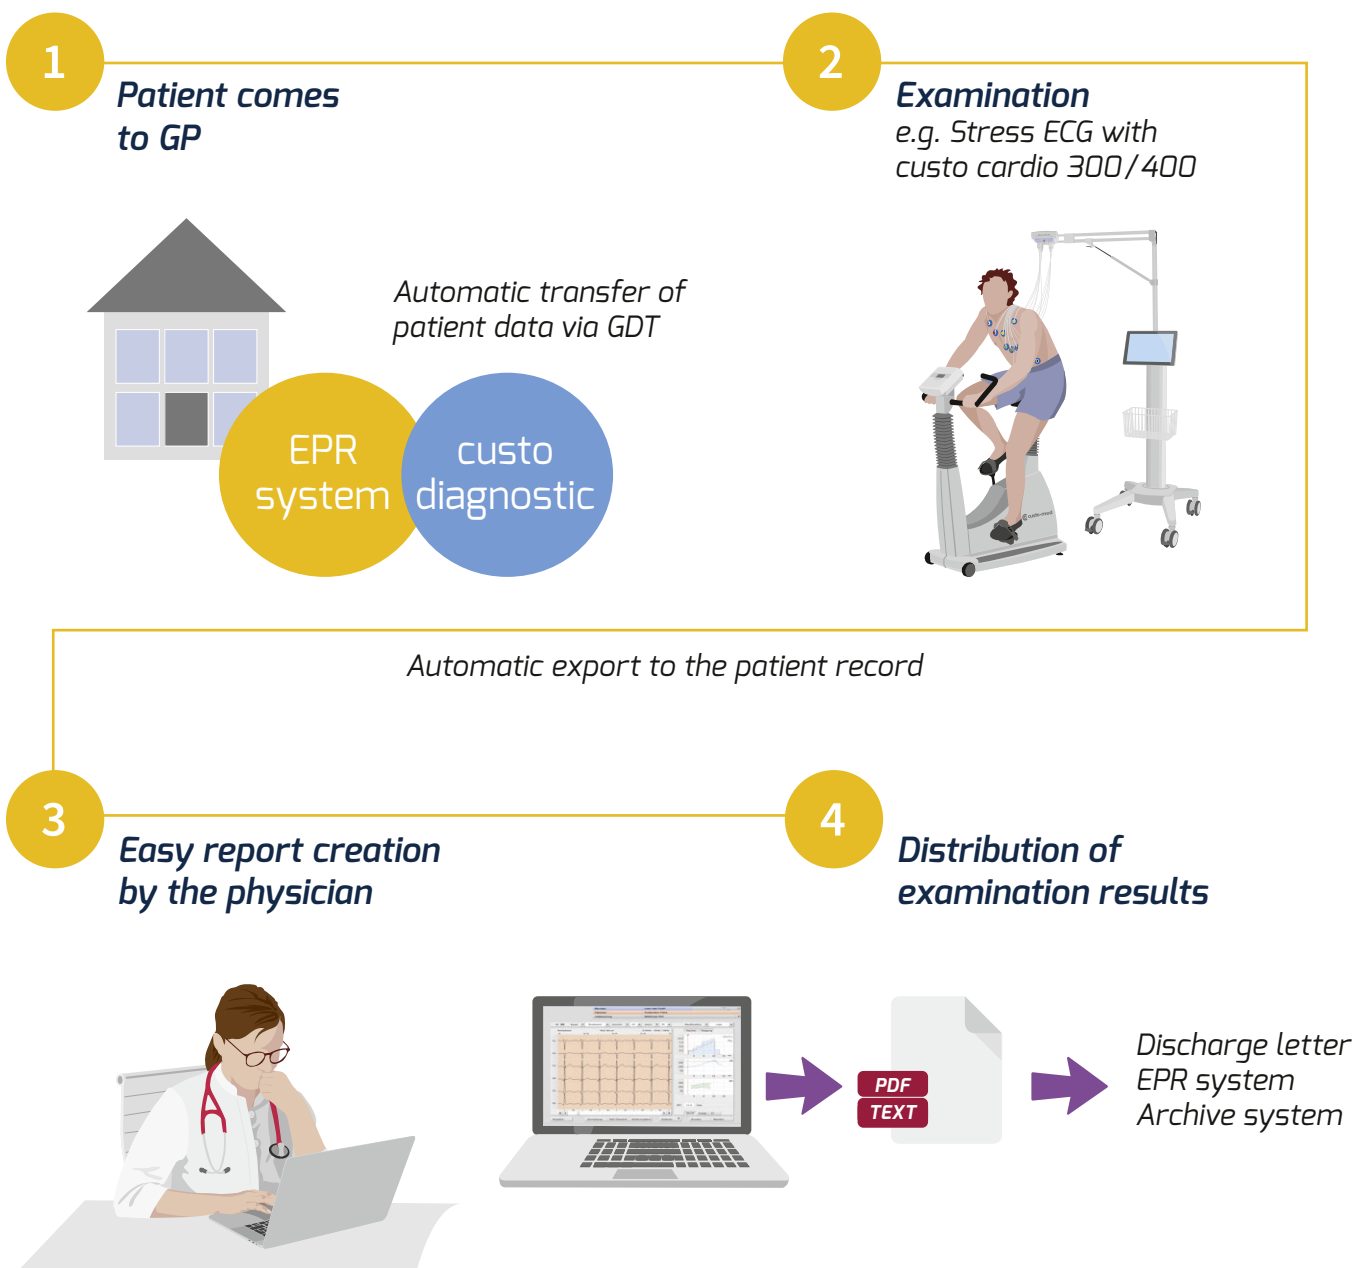 1
Patient comes
to GP
Automatic transfer of
patient data via GDT
EPR
system
custo
diagnostic
2
Examination
e.g. Stress ECG with
custo cardio 300/400
custo med
Automatic export to the patient record
3
Easy report creation
by the physician
4
Distribution of
examination results
PDF
TEXT
Discharge letter
EPR system
Archive system